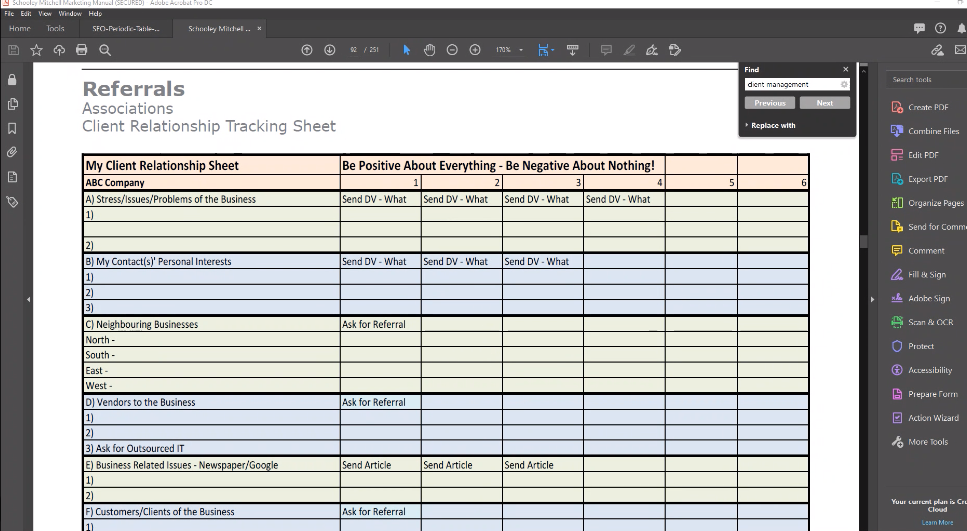 Schooley Mitchell Marketing Manual (SECURED) - Adobe Acrobat Pro DC
File Edit View Window Help
Home Tools SEO-Periodic-Table-... Schooley Mitchell ... ×
92 / 251 170%
Find ×
client management
Previous Next
Replace with
Referrals
Associations
Client Relationship Tracking Sheet
My Client Relationship Sheet Be Positive About Everything - Be Negative About Nothing!
ABC Company 1 2 3 4 5 6
A) Stress/Issues/Problems of the Business Send DV - What Send DV - What Send DV - What Send DV - What
1)
2)
B) My Contact(s)' Personal Interests Send DV - What Send DV - What Send DV - What
1)
2)
3)
C) Neighbouring Businesses Ask for Referral
North -
South -
East -
West -
D) Vendors to the Business Ask for Referral
1)
2)
3) Ask for Outsourced IT
E) Business Related Issues - Newspaper/Google Send Article Send Article Send Article
1)
2)
F) Customers/Clients of the Business Ask for Referral
1)
Search tools
Create PDF
Combine Files
Edit PDF
Export PDF
Organize Pages
Send for Comme
Comment
Fill & Sign
Adobe Sign
Scan & OCR
Protect
Accessibility
Prepare Form
Action Wizard
More Tools
Your current plan is Cre
Cloud
Learn More